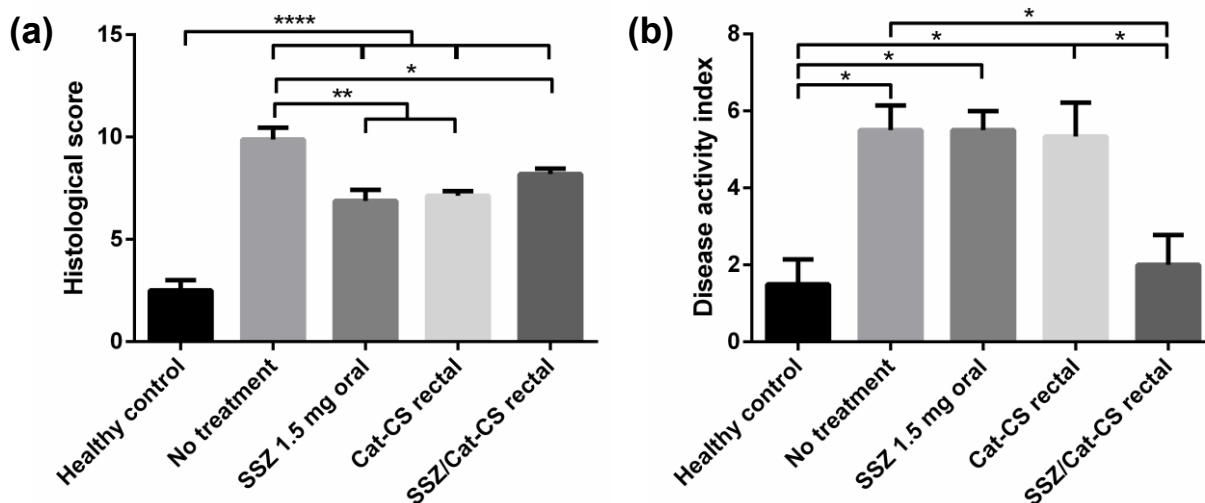 (a)
Histological score
15
10
5
0
****
*
**
Healthy control
No treatment
SSZ 1.5 mg oral
Cat-CS rectal
SSZ/Cat-CS rectal
(b)
Disease activity index
8
6
4
2
0
*
*
*
*
*
Healthy control
No treatment
SSZ 1.5 mg oral
Cat-CS rectal
SSZ/Cat-CS rectal